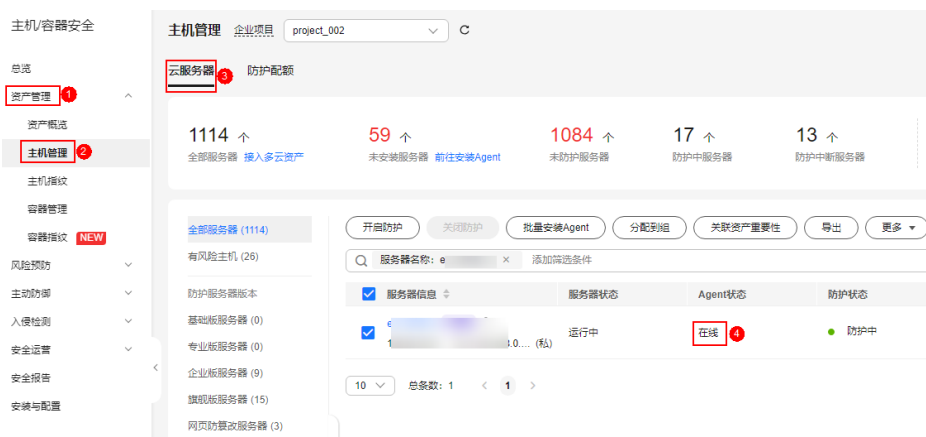 主机/容器安全
总览
资产管理 1
资产概览
主机管理 2
主机指纹
容器管理
容器指纹 NEW
风险预防
主动防御
入侵检测
安全运营
安全报告
安装与配置
主机管理 企业项目 project_002
云服务器 3 防护配额
1114 个 59 个 1084 个 17 个 13 个
全部服务器 接入多云资产 未安装服务器 前往安装Agent 未防护服务器 防护中服务器 防护中断服务器
全部服务器 (1114)
有风险主机 (26)
防护服务器版本
基础版服务器 (0)
专业版服务器 (0)
企业版服务器 (9)
旗舰版服务器 (15)
网页防篡改服务器 (3)
开启防护 关闭防护 批量安装Agent 分配到组 关联资产重要性 导出 更多
服务器名称: e × 添加筛选条件
服务器信息 服务器状态 Agent状态 防护状态
e
1 .0.... (私) 运行中 在线 4 防护中
10 总条数: 1 < 1 >